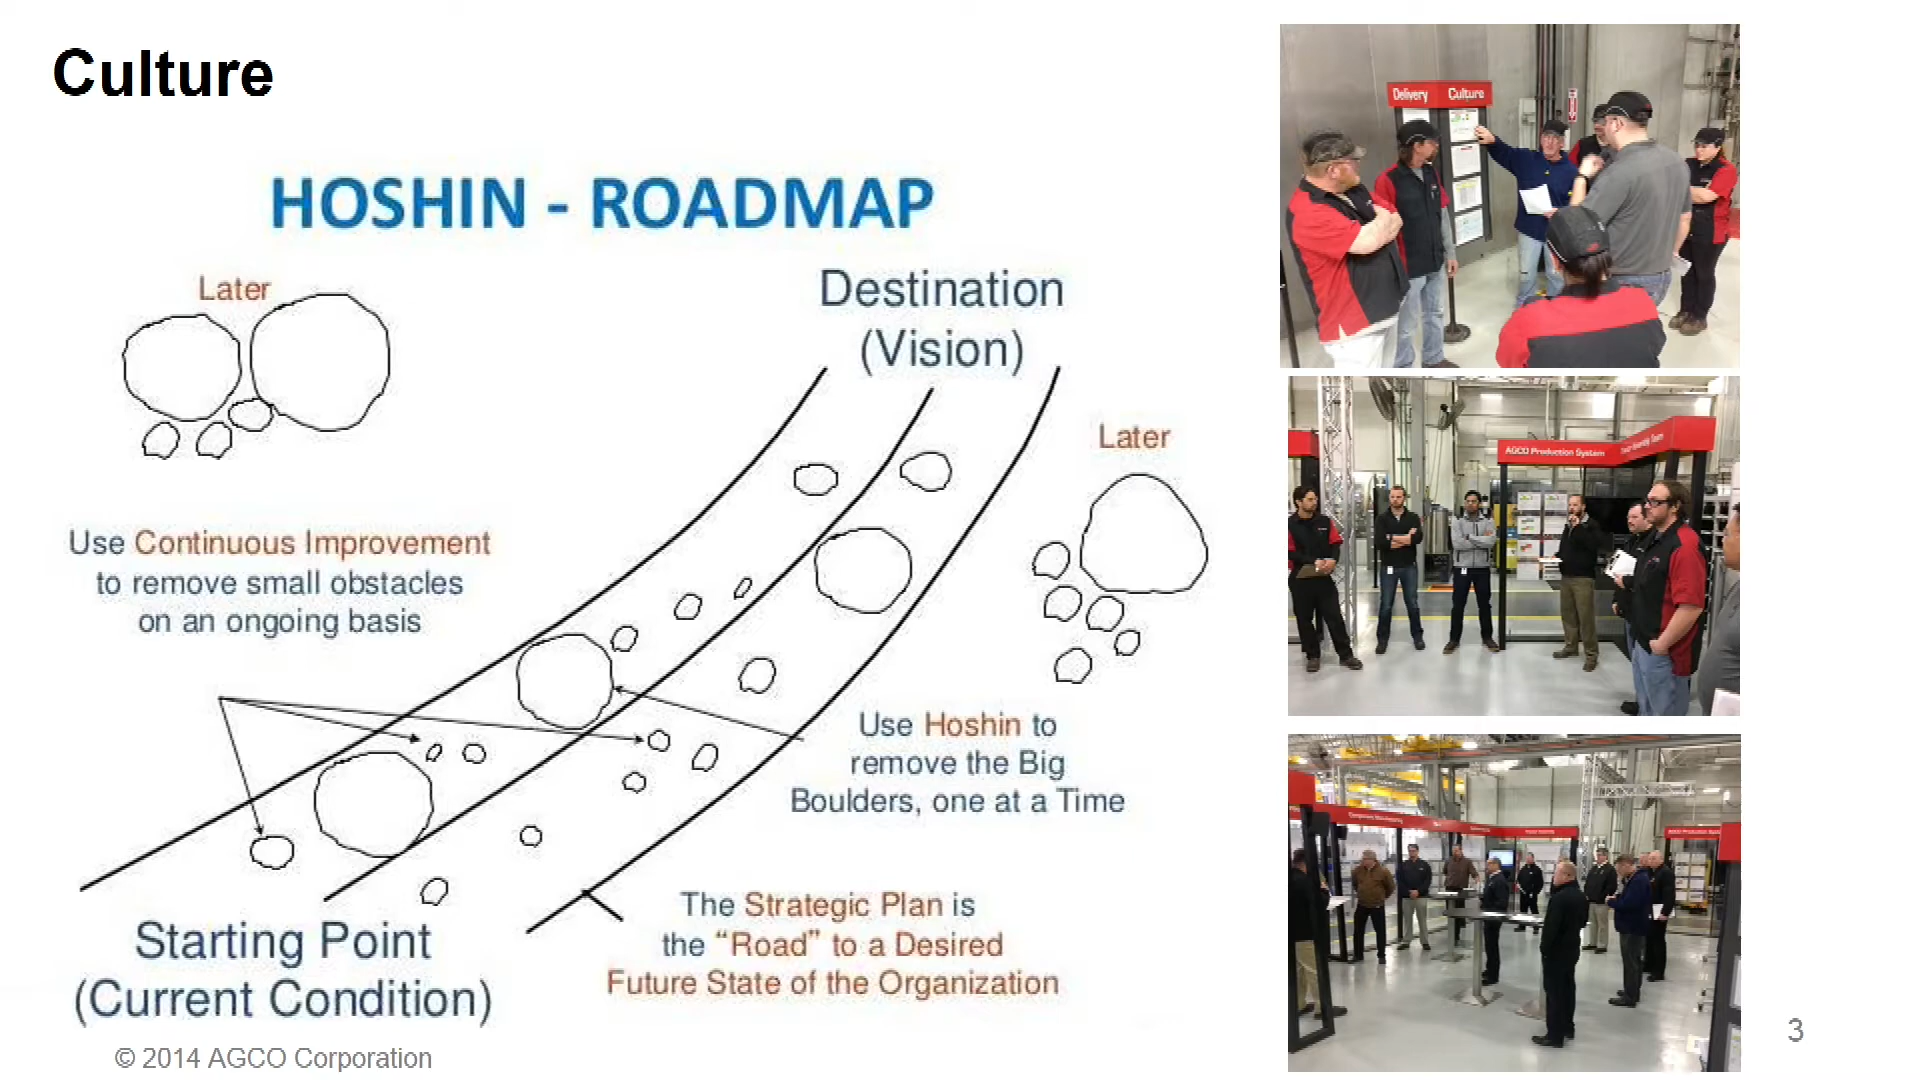 Culture
HOSHIN - ROADMAP
Later
Destination
(Vision)
Later
Use Continuous Improvement
to remove small obstacles
on an ongoing basis
Use Hoshin to
remove the Big
Boulders, one at a Time
The Strategic Plan is
the “Road” to a Desired
Future State of the Organization
Starting Point
(Current Condition)
© 2014 AGCO Corporation
Delivery
Culture
AGCO Production System
3